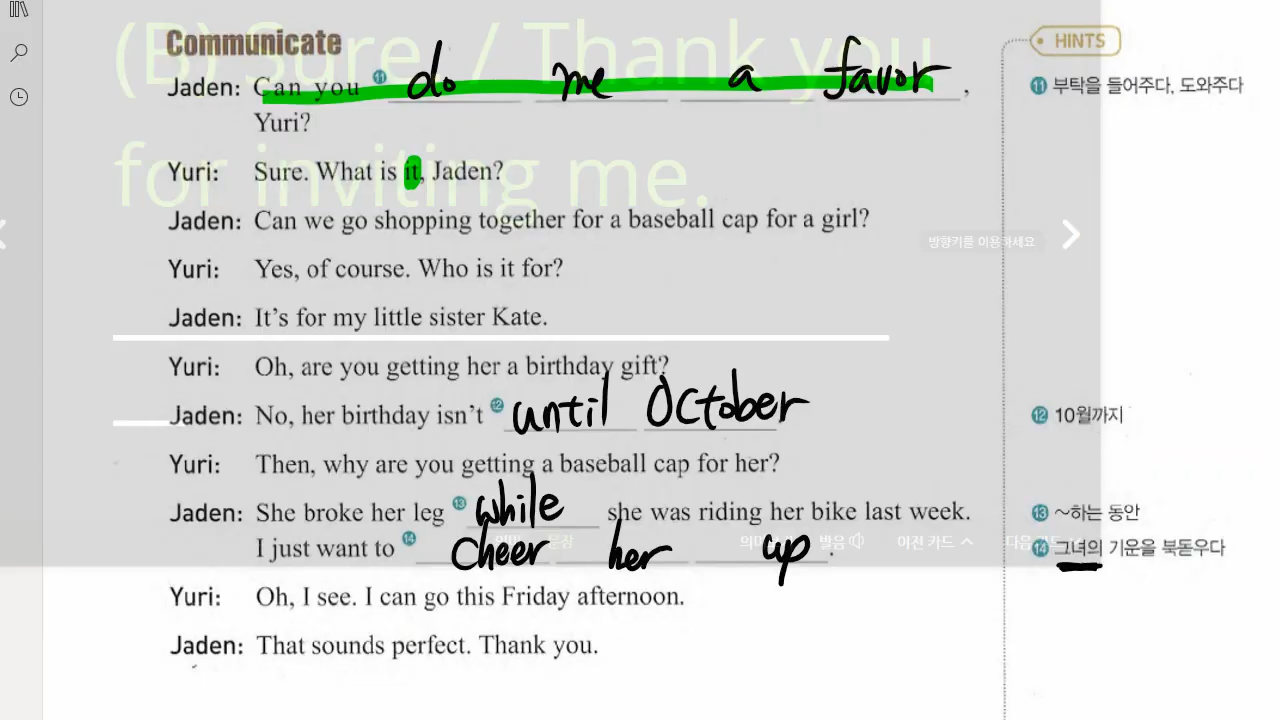 (B) Sure / Thank you
for inviting me.
Communicate
HINTS
Jaden: Can you ⑪ do me a favor ,
⑪ 부탁을 들어주다, 도와주다
Yuri?
Yuri: Sure. What is it, Jaden?
Jaden: Can we go shopping together for a baseball cap for a girl?
방향키를 이용하세요
Yuri: Yes, of course. Who is it for?
Jaden: It's for my little sister Kate.
Yuri: Oh, are you getting her a birthday gift?
Jaden: No, her birthday isn't ⑫ until October
⑫ 10월까지
Yuri: Then, why are you getting a baseball cap for her?
Jaden: She broke her leg ⑬ while she was riding her bike last week.
⑬ ~하는 동안
I just want to ⑭ cheer her up .
⑭ 그녀의 기운을 북돋우다
문장 발음 이전 카드
Yuri: Oh, I see. I can go this Friday afternoon.
Jaden: That sounds perfect. Thank you.